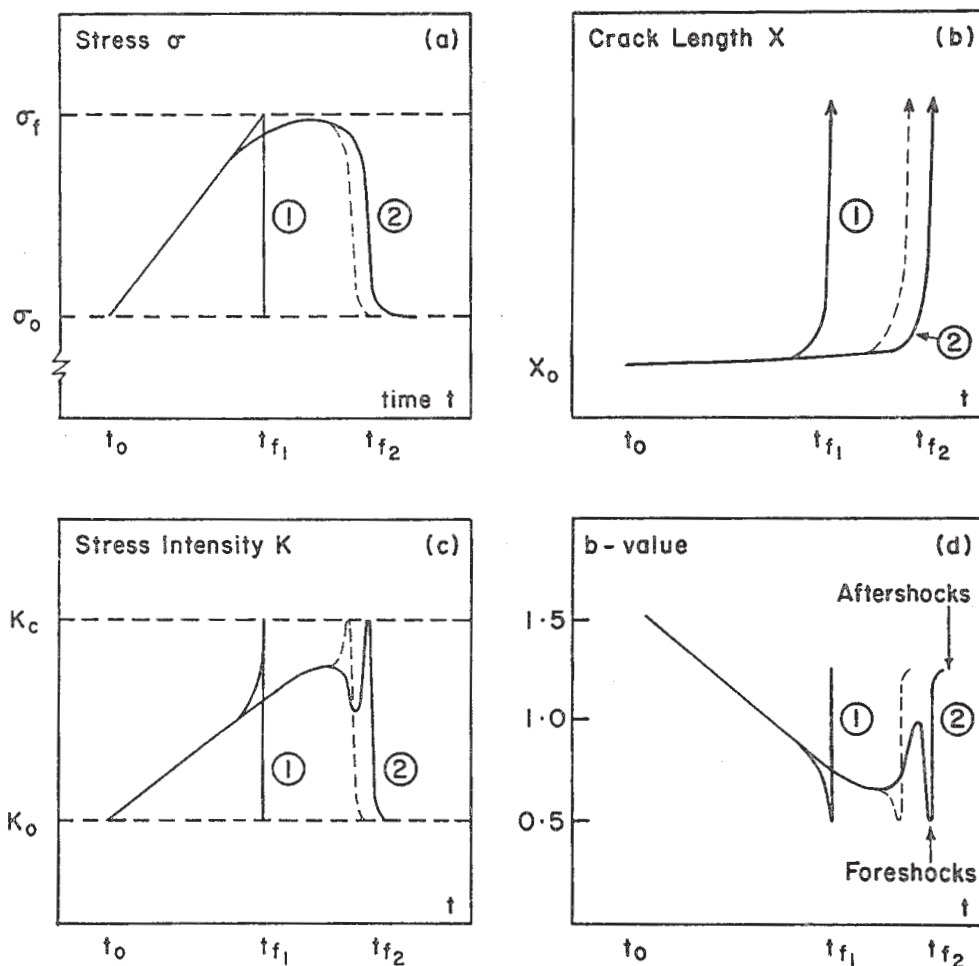 Stress σ (a)
σf
①
②
σo
time t
to tf1 tf2
Crack Length X (b)
①
②
Xo
t
to tf1 tf2
Stress Intensity K (c)
Kc
①
②
Ko
t
to tf1 tf2
b-value (d)
Aftershocks
1·5
1·0
①
②
0·5
Foreshocks
t
to tf1 tf2